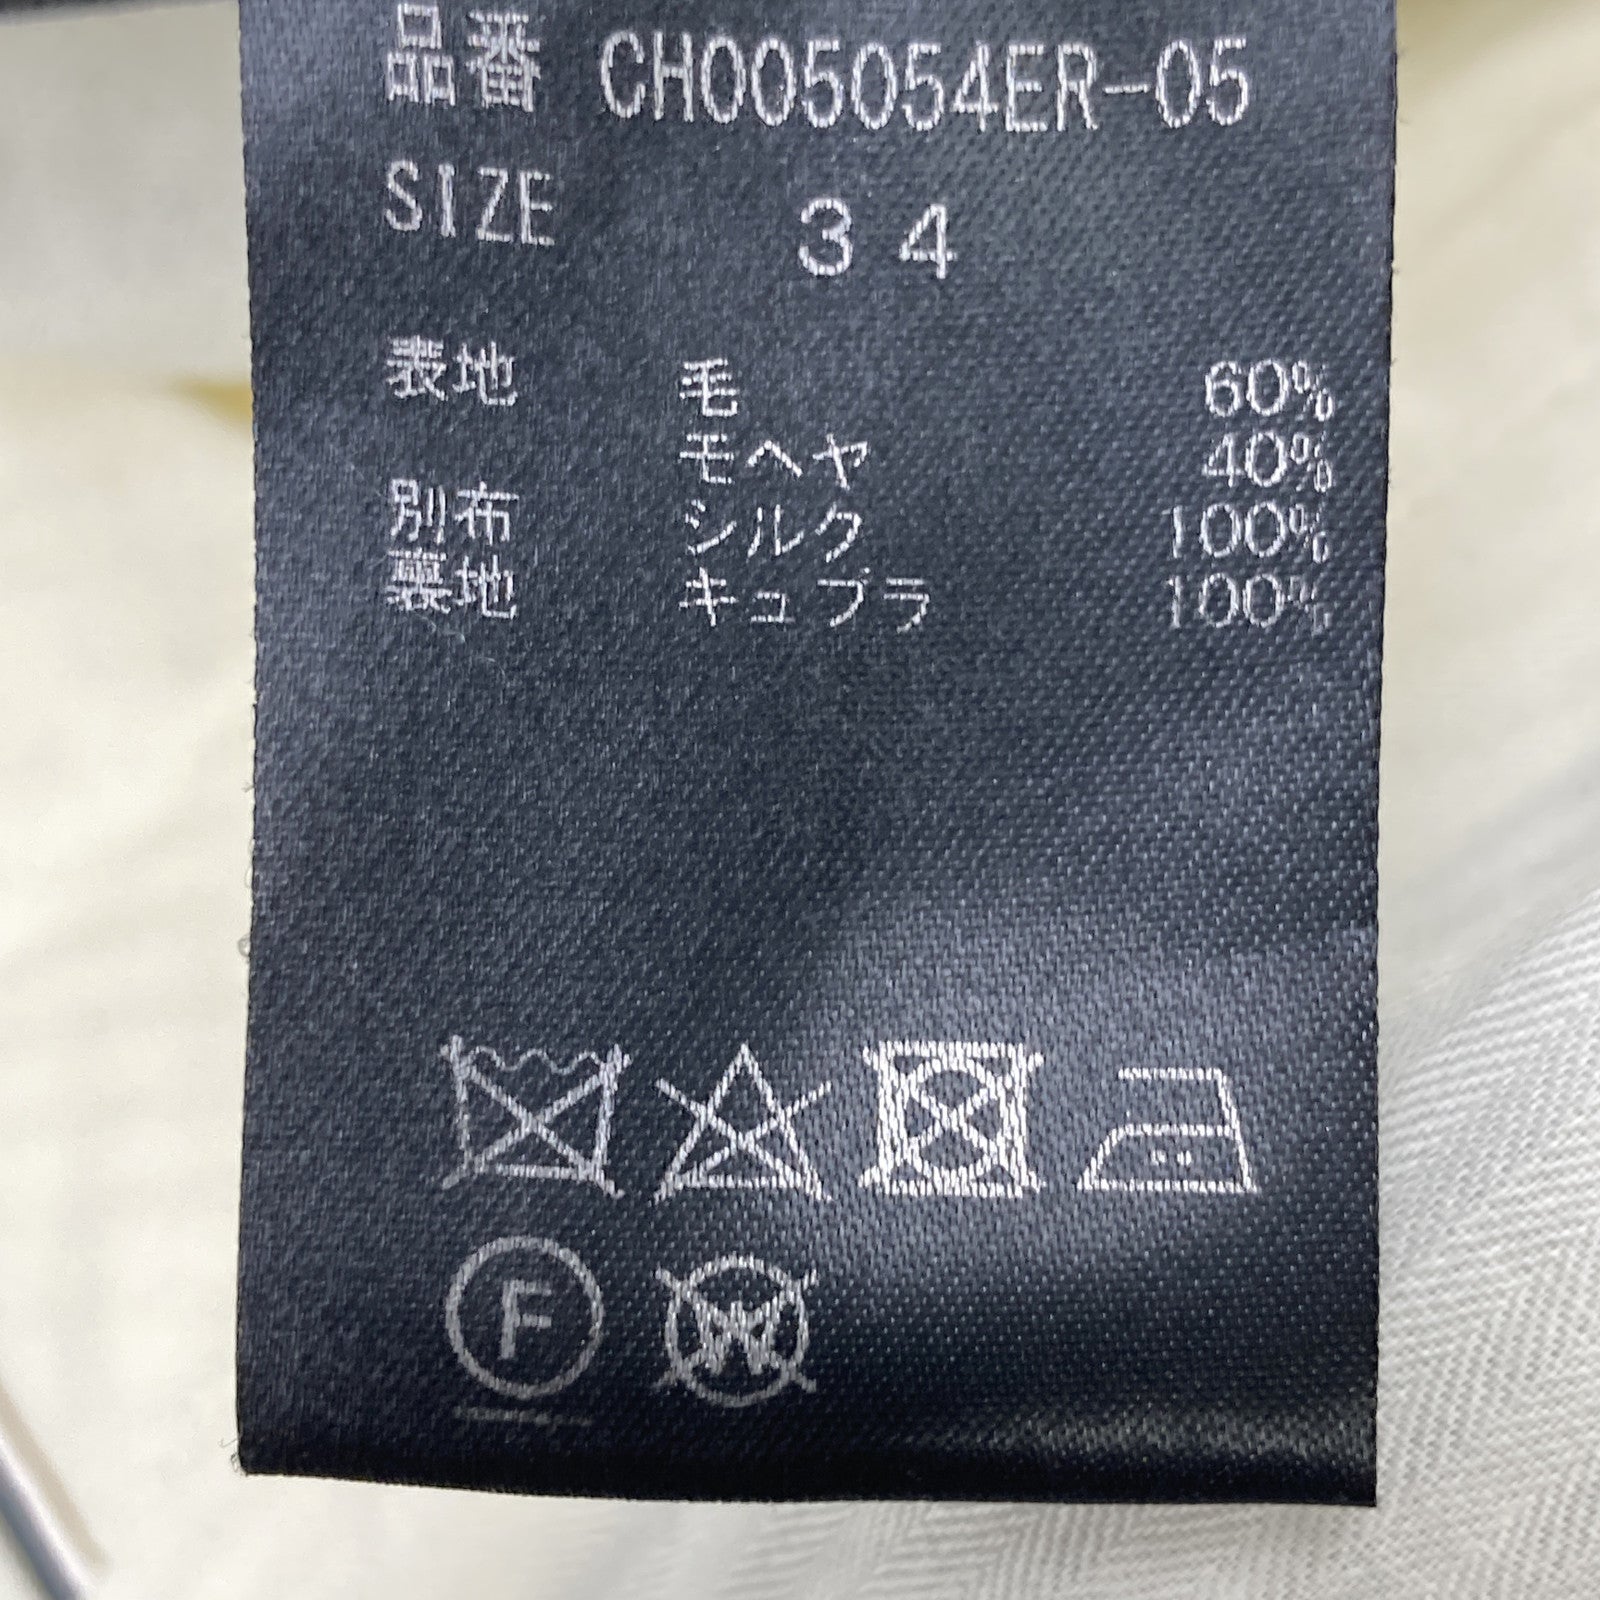 品番 CH005054ER-05
SIZE 34
表地 毛 60%
モヘヤ 40%
別布 シルク 100%
裏地 キュプラ 100%
F
W